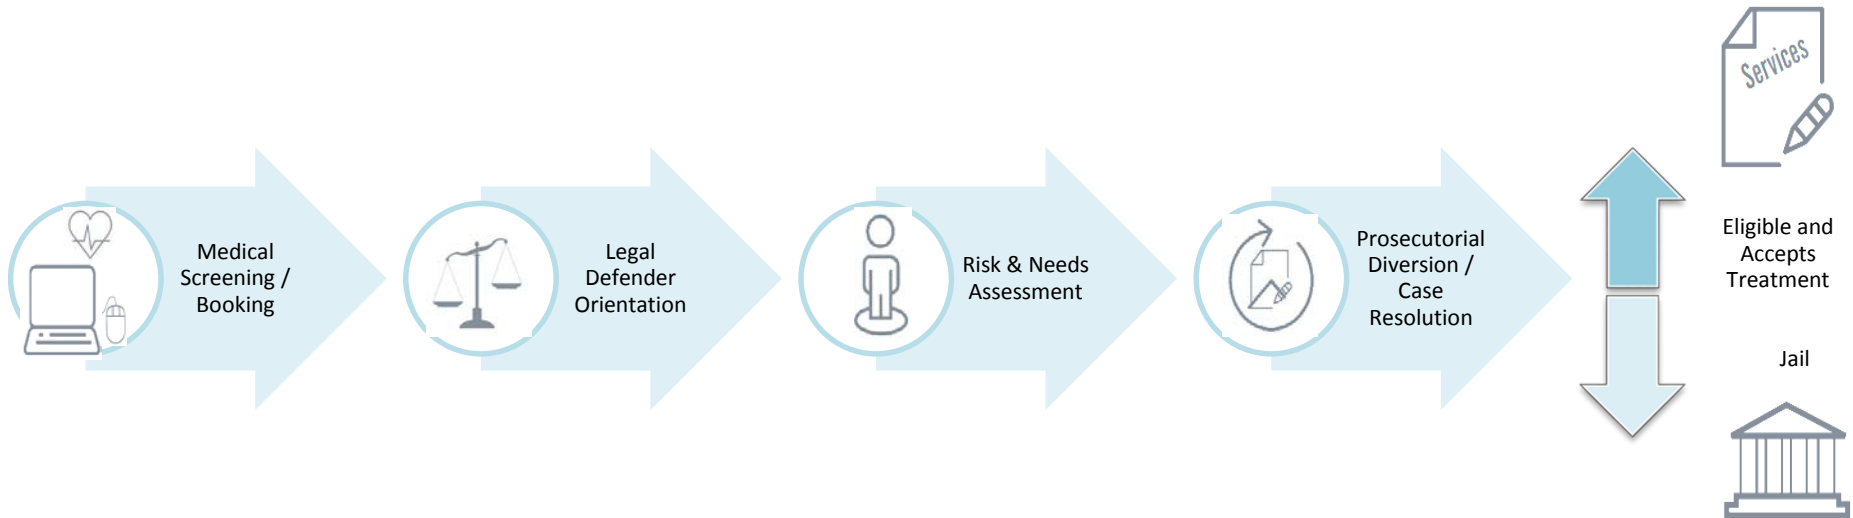 Medical
Screening /
Booking
Legal
Defender
Orientation
Risk & Needs
Assessment
Prosecutorial
Diversion /
Case
Resolution
Services
Eligible and
Accepts
Treatment
Jail